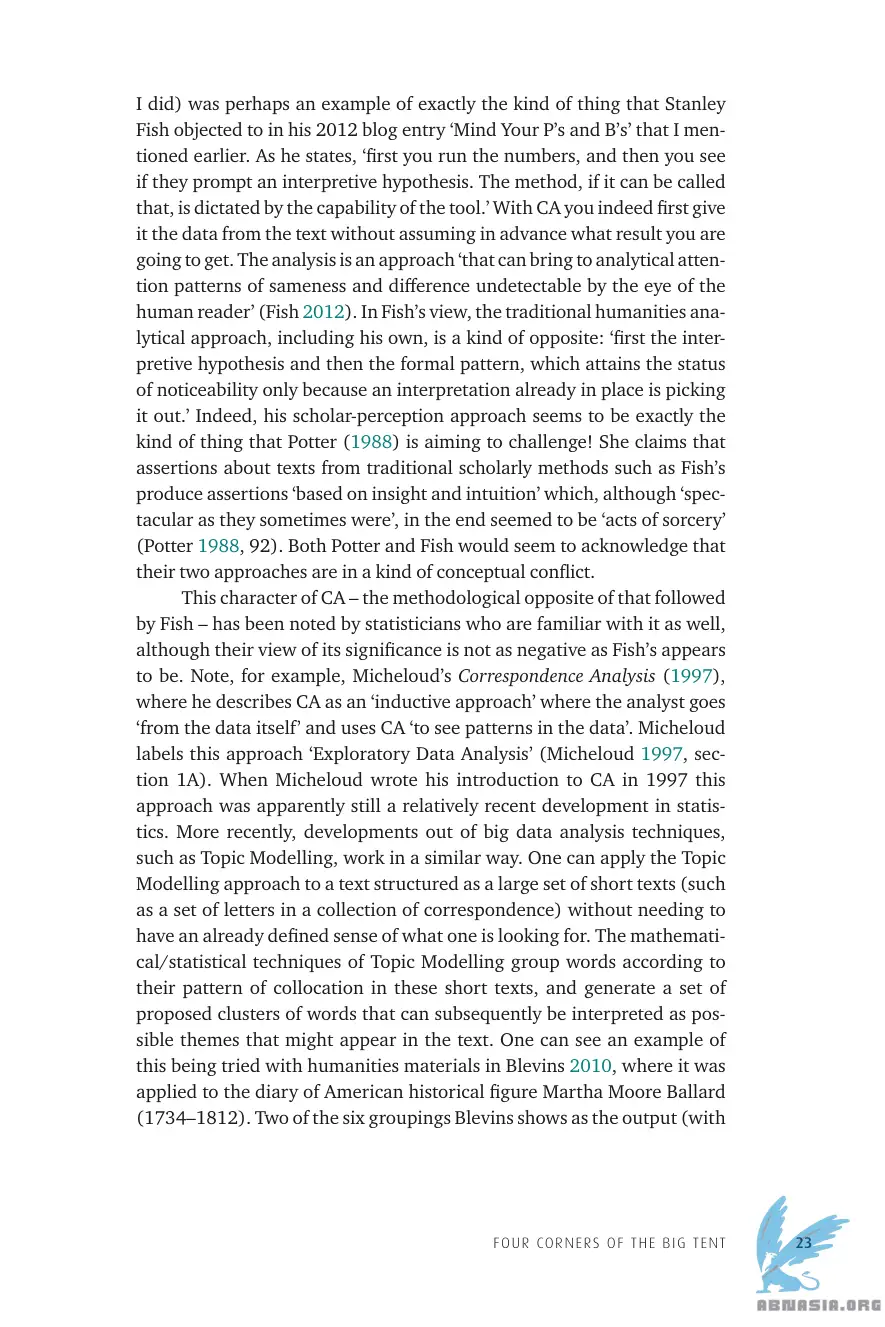 I did) was perhaps an example of exactly the kind of thing that Stanley
Fish objected to in his 2012 blog entry ‘Mind Your P’s and B’s’ that I men-
tioned earlier. As he states, ‘first you run the numbers, and then you see
if they prompt an interpretive hypothesis. The method, if it can be called
that, is dictated by the capability of the tool.’ With CA you indeed first give
it the data from the text without assuming in advance what result you are
going to get. The analysis is an approach ‘that can bring to analytical atten-
tion patterns of sameness and difference undetectable by the eye of the
human reader’ (Fish 2012). In Fish’s view, the traditional humanities ana-
lytical approach, including his own, is a kind of opposite: ‘first the inter-
pretive hypothesis and then the formal pattern, which attains the status
of noticeability only because an interpretation already in place is picking
it out.’ Indeed, his scholar-perception approach seems to be exactly the
kind of thing that Potter (1988) is aiming to challenge! She claims that
assertions about texts from traditional scholarly methods such as Fish’s
produce assertions ‘based on insight and intuition’ which, although ‘spec-
tacular as they sometimes were’, in the end seemed to be ‘acts of sorcery’
(Potter 1988, 92). Both Potter and Fish would seem to acknowledge that
their two approaches are in a kind of conceptual conflict.
This character of CA – the methodological opposite of that followed
by Fish – has been noted by statisticians who are familiar with it as well,
although their view of its significance is not as negative as Fish’s appears
to be. Note, for example, Micheloud’s Correspondence Analysis (1997),
where he describes CA as an ‘inductive approach’ where the analyst goes
‘from the data itself’ and uses CA ‘to see patterns in the data’. Micheloud
labels this approach ‘Exploratory Data Analysis’ (Micheloud 1997, sec-
tion 1A). When Micheloud wrote his introduction to CA in 1997 this
approach was apparently still a relatively recent development in statis-
tics. More recently, developments out of big data analysis techniques,
such as Topic Modelling, work in a similar way. One can apply the Topic
Modelling approach to a text structured as a large set of short texts (such
as a set of letters in a collection of correspondence) without needing to
have an already defined sense of what one is looking for. The mathemati-
cal/statistical techniques of Topic Modelling group words according to
their pattern of collocation in these short texts, and generate a set of
proposed clusters of words that can subsequently be interpreted as pos-
sible themes that might appear in the text. One can see an example of
this being tried with humanities materials in Blevins 2010, where it was
applied to the diary of American historical figure Martha Moore Ballard
(1734–1812). Two of the six groupings Blevins shows as the output (with
FOUR CORNERS OF THE BIG TENT 23
ABNASIA.ORG